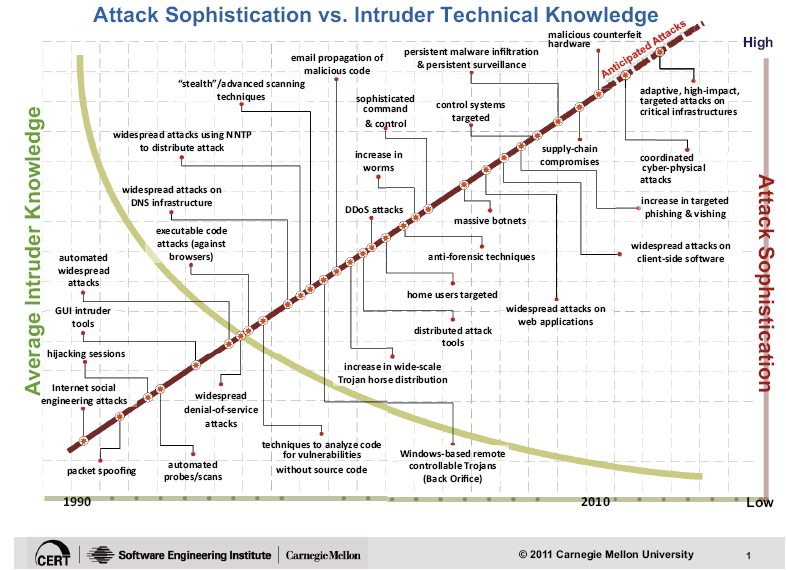 Attack Sophistication vs. Intruder Technical Knowledge
High
Low
Average Intruder Knowledge
Attack Sophistication
1990
2010
Anticipated Attacks
malicious counterfeit
hardware
persistent malware infiltration
& persistent surveillance
adaptive, high-impact,
targeted attacks on
critical infrastructures
email propagation of
malicious code
"stealth"/advanced scanning
techniques
sophisticated
command
& control
control systems
targeted
supply-chain
compromises
coordinated
cyber-physical
attacks
widespread attacks using NNTP
to distribute attack
increase in
worms
widespread attacks on
DNS infrastructure
DDoS attacks
massive botnets
increase in targeted
phishing & vishing
executable code
attacks (against
browsers)
anti-forensic techniques
widespread attacks on
client-side software
automated
widespread
attacks
home users targeted
widespread attacks on
web applications
GUI intruder
tools
distributed attack
tools
hijacking sessions
increase in wide-scale
Trojan horse distribution
Internet social
engineering attacks
widespread
denial-of-service
attacks
techniques to analyze code
for vulnerabilities
without source code
Windows-based remote
controllable Trojans
(Back Orifice)
packet spoofing
automated
probes/scans
CERT
Software Engineering Institute
Carnegie Mellon
© 2011 Carnegie Mellon University
1